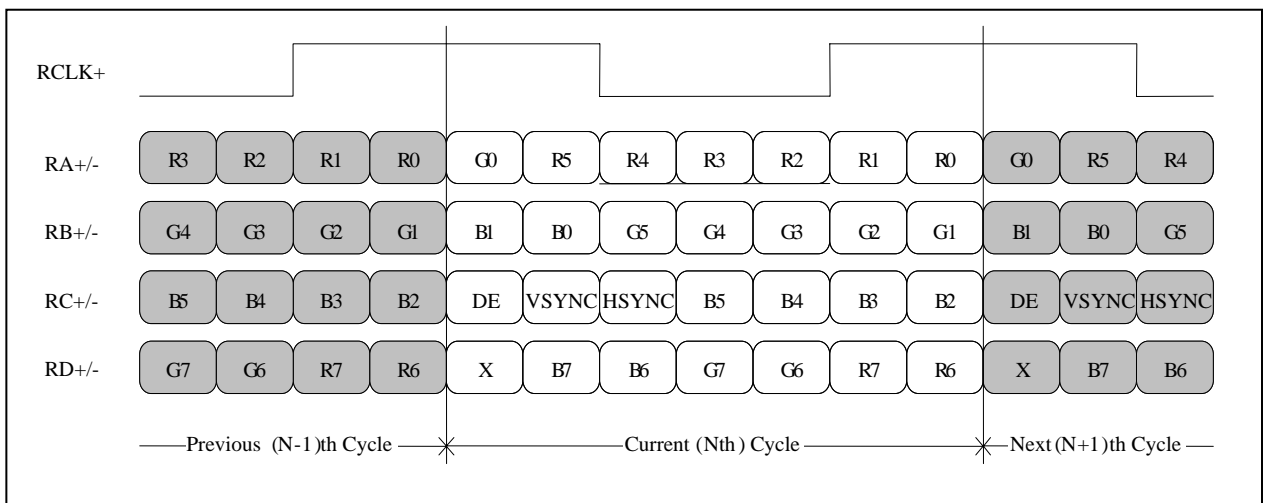 RCLK+
RA+/- R3 R2 R1 R0 G0 R5 R4 R3 R2 R1 R0 G0 R5 R4
RB+/- G4 G3 G2 G1 B1 B0 G5 G4 G3 G2 G1 B1 B0 G5
RC+/- B5 B4 B3 B2 DE VSYNC HSYNC B5 B4 B3 B2 DE VSYNC HSYNC
RD+/- G7 G6 R7 R6 X B7 B6 G7 G6 R7 R6 X B7 B6
Previous (N-1)th Cycle Current (Nth) Cycle Next (N+1)th Cycle